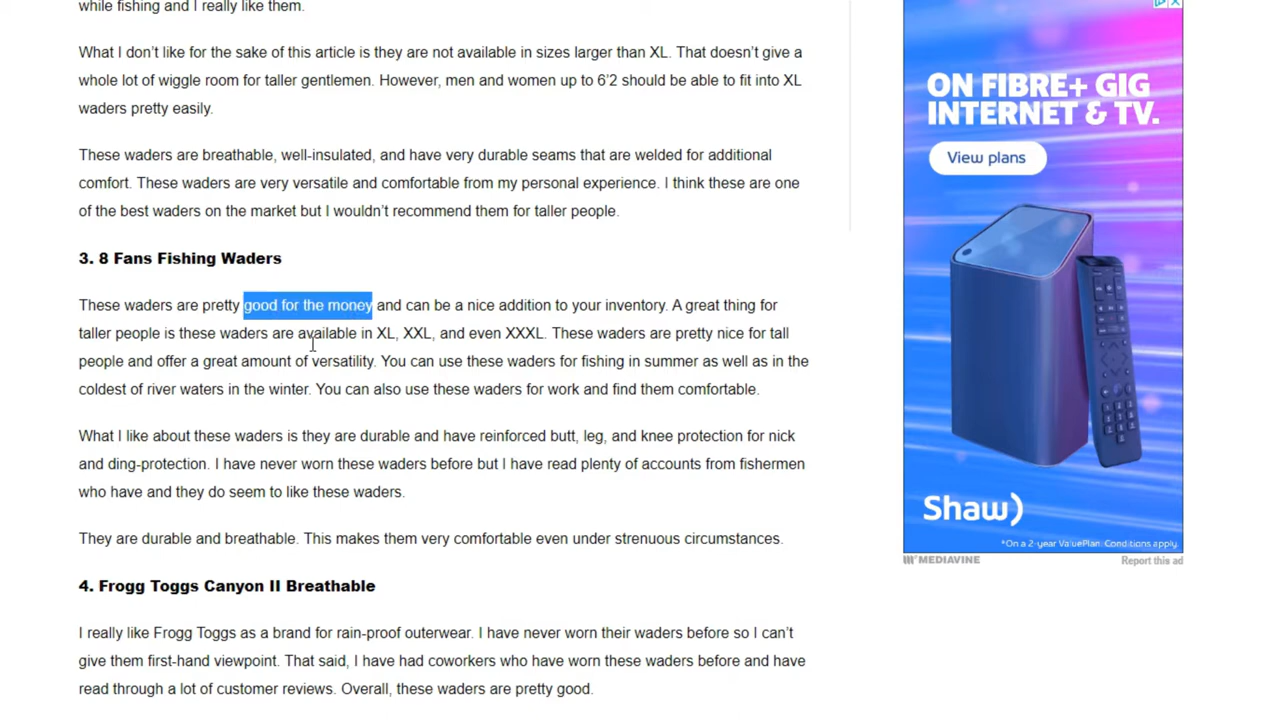 while fishing and I really like them.
What I don’t like for the sake of this article is they are not available in sizes larger than XL. That doesn’t give a
whole lot of wiggle room for taller gentlemen. However, men and women up to 6’2 should be able to fit into XL
waders pretty easily.
These waders are breathable, well-insulated, and have very durable seams that are welded for additional
comfort. These waders are very versatile and comfortable from my personal experience. I think these are one
of the best waders on the market but I wouldn’t recommend them for taller people.
3. 8 Fans Fishing Waders
These waders are pretty good for the money and can be a nice addition to your inventory. A great thing for
taller people is these waders are available in XL, XXL, and even XXXL. These waders are pretty nice for tall
people and offer a great amount of versatility. You can use these waders for fishing in summer as well as in the
coldest of river waters in the winter. You can also use these waders for work and find them comfortable.
What I like about these waders is they are durable and have reinforced butt, leg, and knee protection for nick
and ding-protection. I have never worn these waders before but I have read plenty of accounts from fishermen
who have and they do seem to like these waders.
They are durable and breathable. This makes them very comfortable even under strenuous circumstances.
4. Frogg Toggs Canyon II Breathable
I really like Frogg Toggs as a brand for rain-proof outerwear. I have never worn their waders before so I can’t
give them first-hand viewpoint. That said, I have had coworkers who have worn these waders before and have
read through a lot of customer reviews. Overall, these waders are pretty good.
ON FIBRE+ GIG
INTERNET & TV.
View plans
Shaw)
*On a 2-year ValuePlan. Conditions apply.
MEDIAVINE
Report this ad